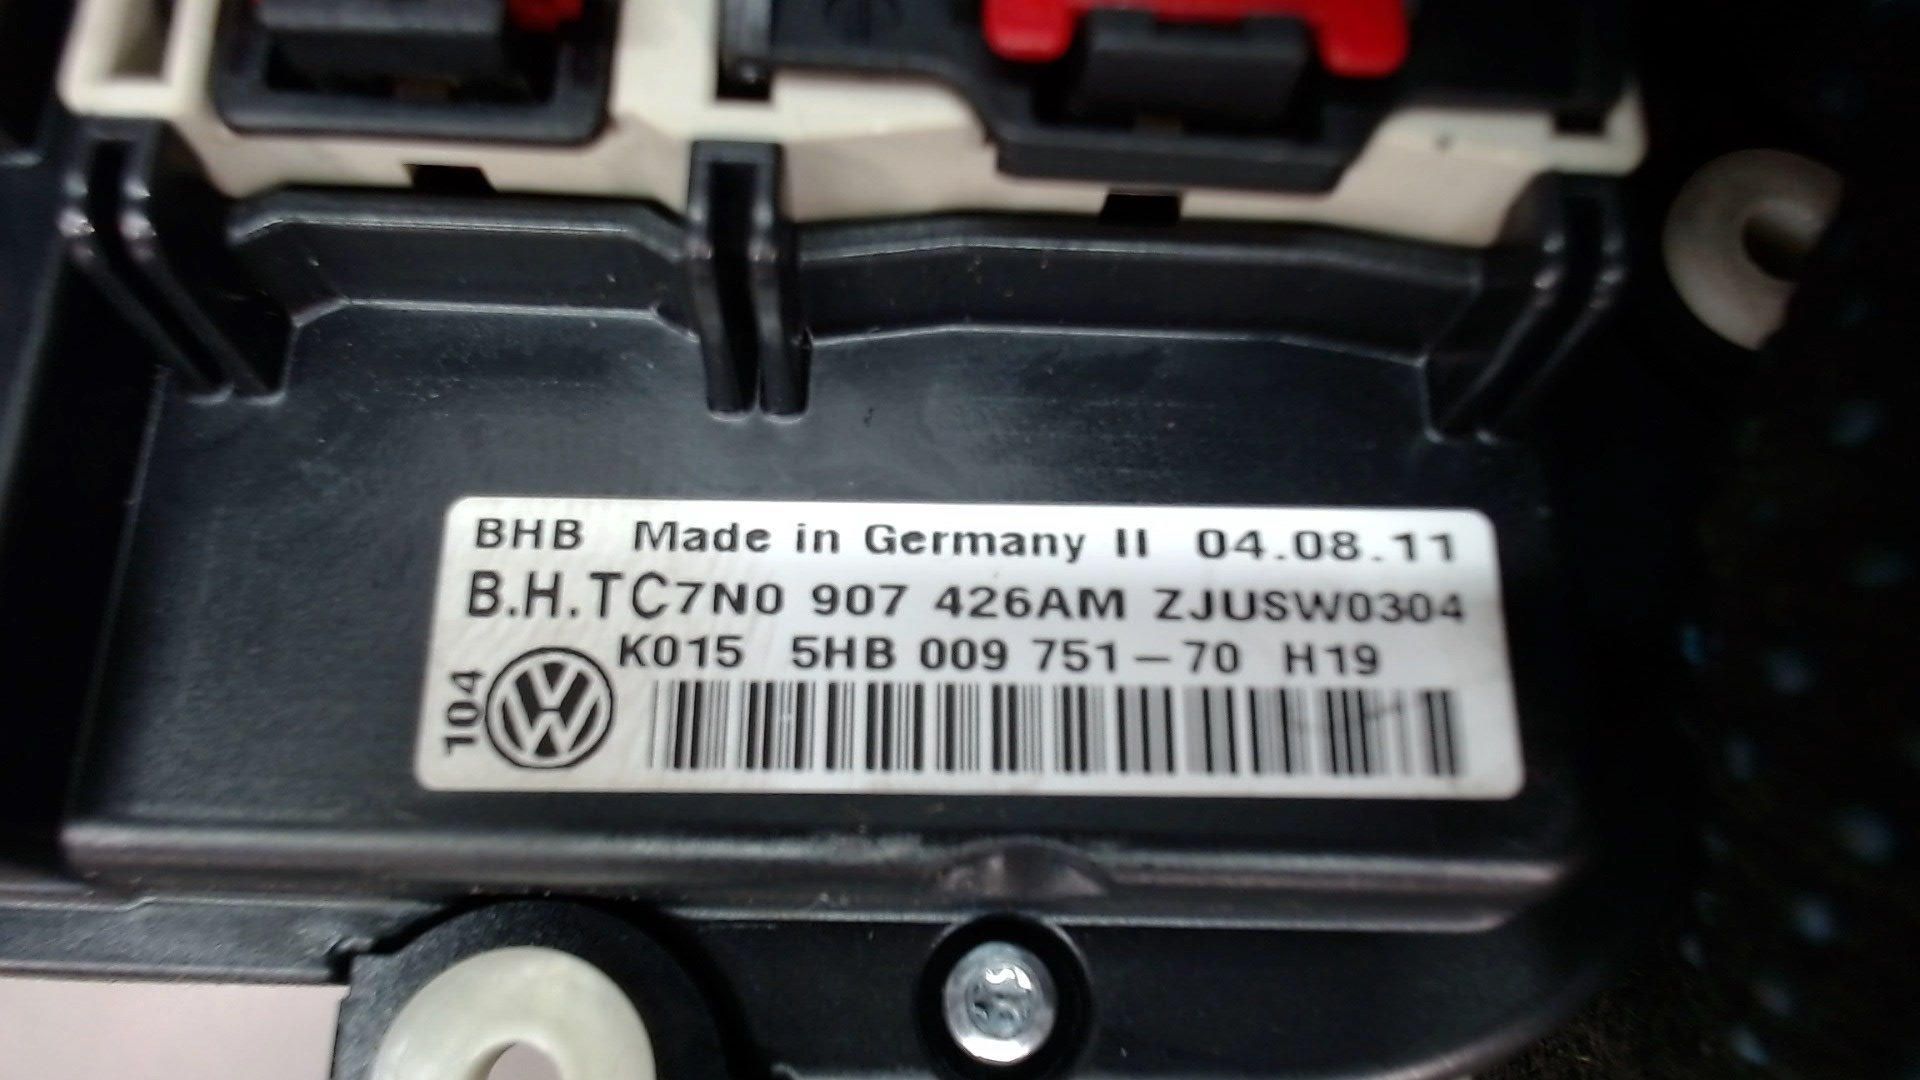 BHB Made in Germany II 04.08.11
B.H.TC7N0 907 426AM ZJUSW0304
K015 5HB 009 751-70 H19
104